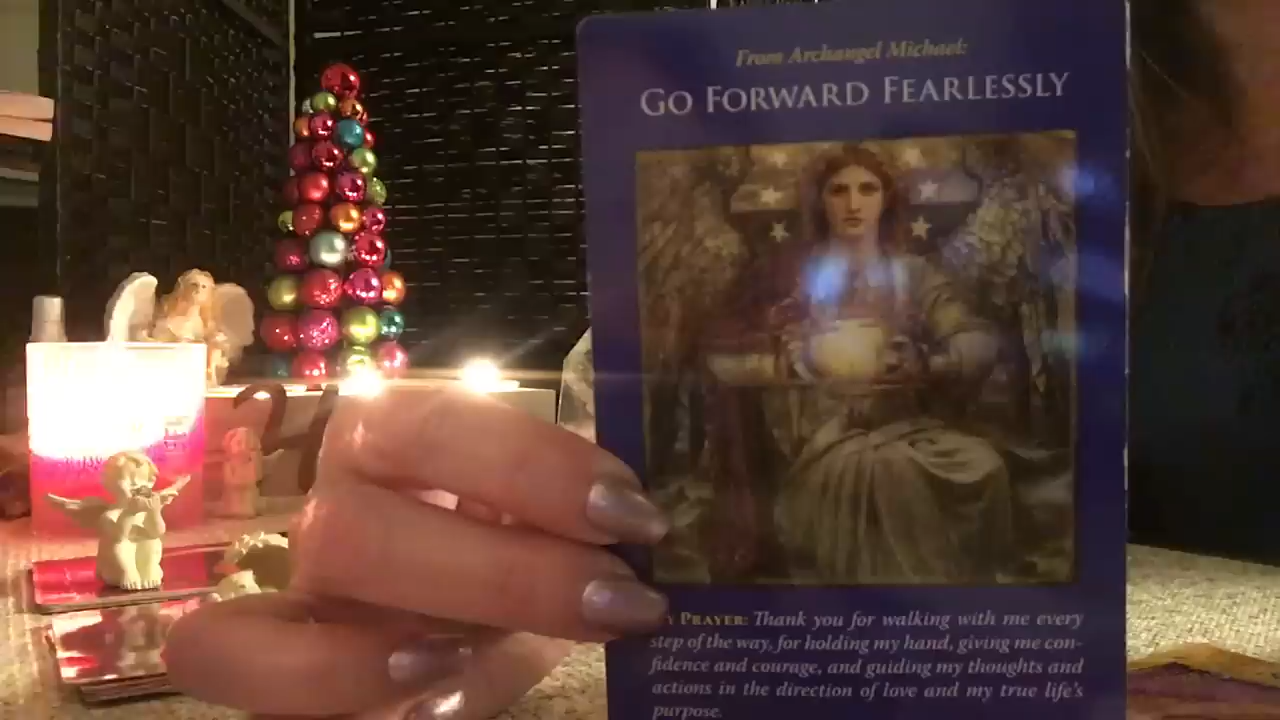 From Archangel Michael:
GO FORWARD FEARLESSLY
PRAYER: Thank you for walking with me every
step of the way, for holding my hand, giving me con-
fidence and courage, and guiding my thoughts and
actions in the direction of love and my true life's
purpose.